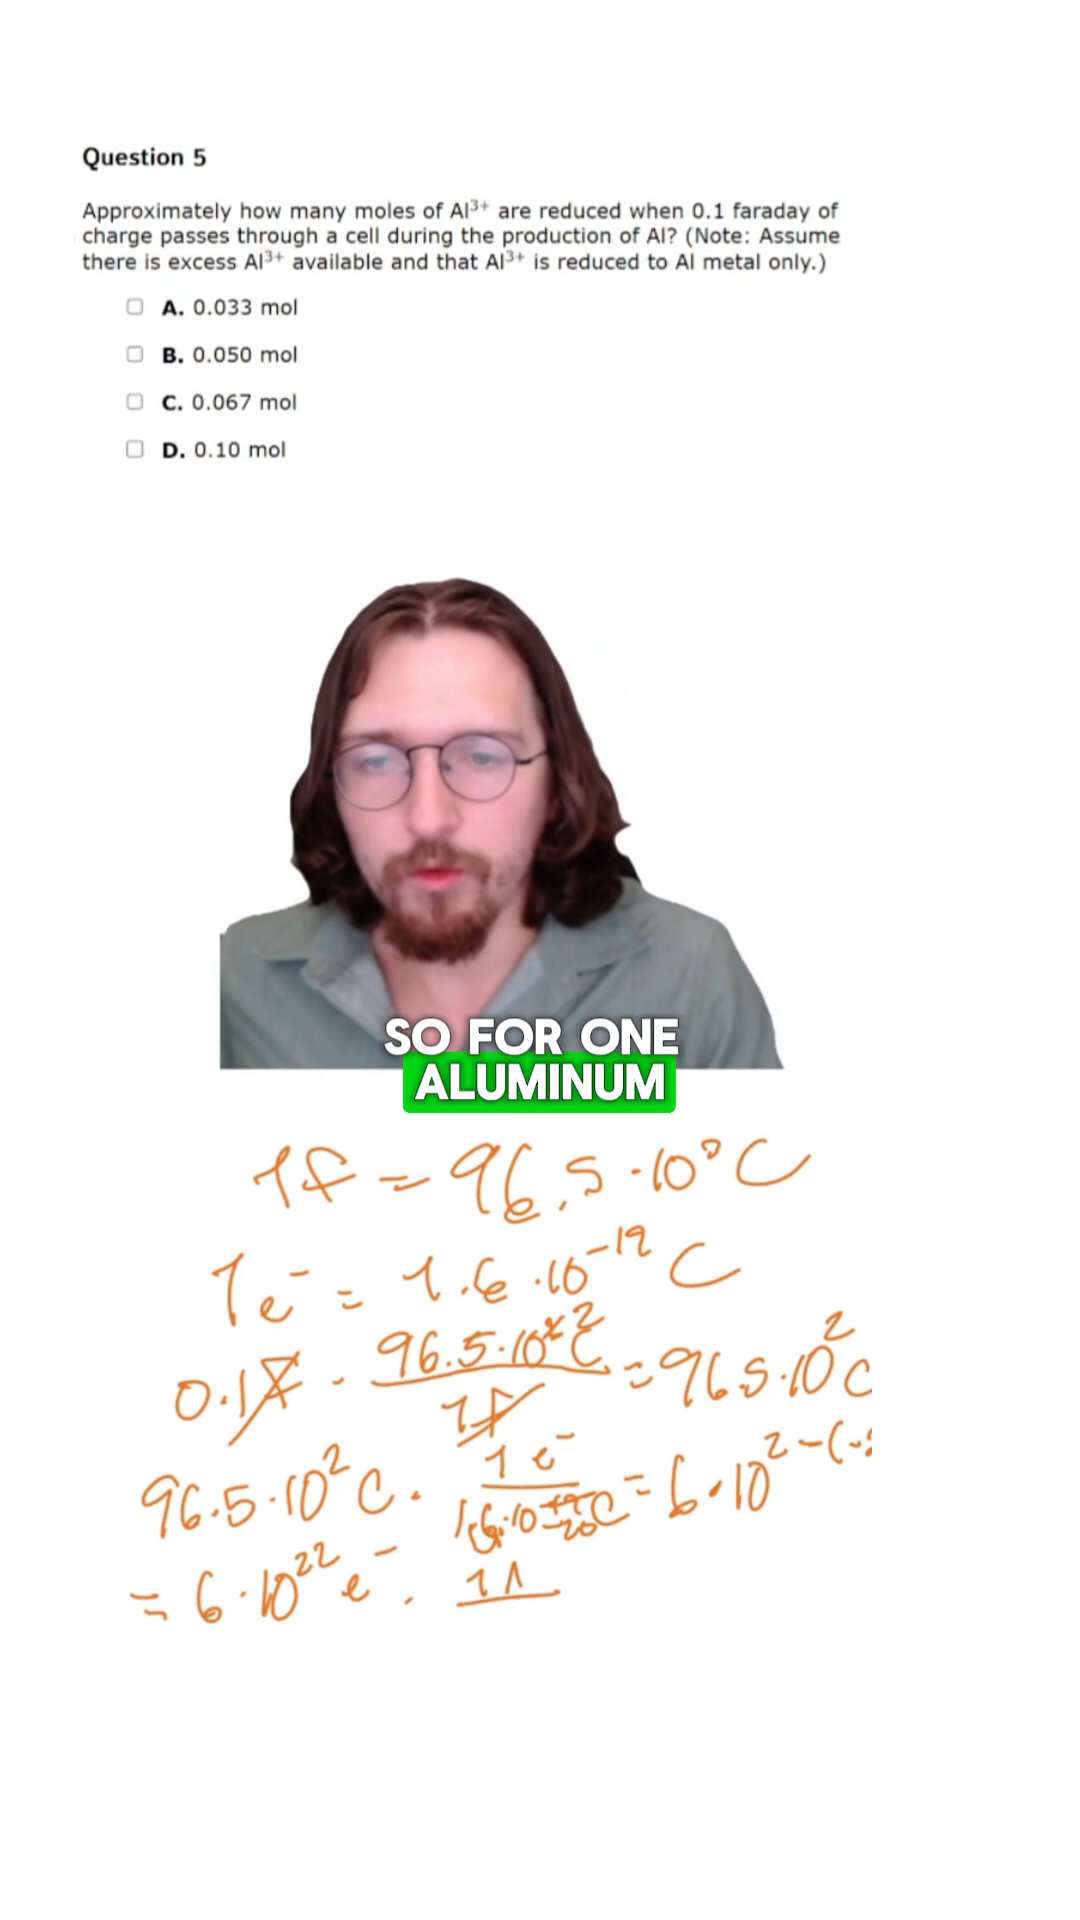 Question 5
Approximately how many moles of Al³⁺ are reduced when 0.1 faraday of
charge passes through a cell during the production of Al? (Note: Assume
there is excess Al³⁺ available and that Al³⁺ is reduced to Al metal only.)
A. 0.033 mol
B. 0.050 mol
C. 0.067 mol
D. 0.10 mol
SO FOR ONE
ALUMINUM
1f = 96.5·10³ C
1e⁻ = 1.6·10⁻¹⁹ C
0.1f · 96.5·10² C / 1f = 96.5·10² C
96.5·10² C · 1e⁻ / 1.6·10 C = 6·10²⁻⁽⁻
= 6·10²² e⁻ · 1A